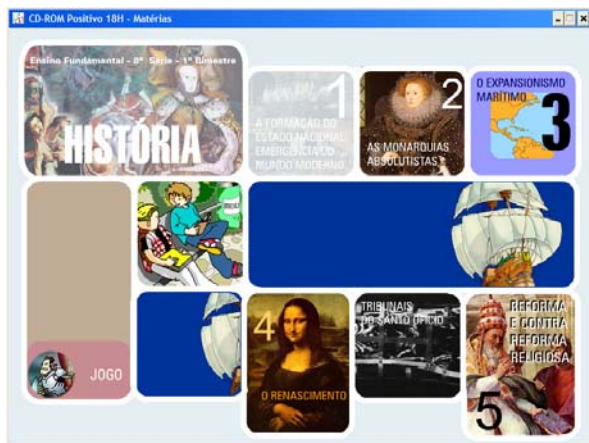 CD-ROM Positivo 18H - Matérias
Ensino Fundamental - 8ª Série - 1º Bimestre
HISTÓRIA
1
A FORMAÇÃO DO
ESTADO NACIONAL
EMERGÊNCIA DO
MUNDO MODERNO
2
AS MONARQUIAS
ABSOLUTISTAS
O EXPANSIONISMO
MARÍTIMO
3
JOGO
4
O RENASCIMENTO
TRIBUNAIS
DO SANTO OFÍCIO
REFORMA
E CONTRA
REFORMA
RELIGIOSA
5